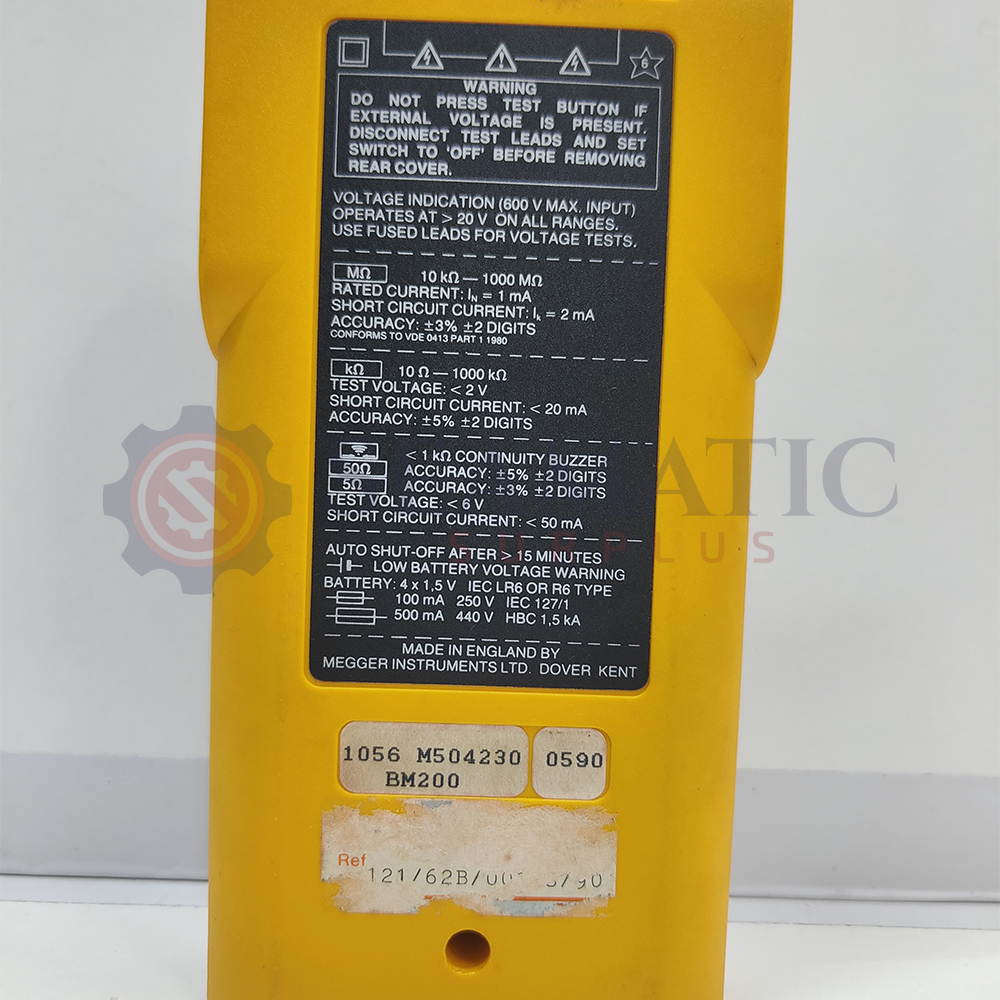 6
WARNING
DO NOT PRESS TEST BUTTON IF
EXTERNAL VOLTAGE IS PRESENT.
DISCONNECT TEST LEADS AND SET
SWITCH TO 'OFF' BEFORE REMOVING
REAR COVER.
VOLTAGE INDICATION (600 V MAX. INPUT)
OPERATES AT > 20 V ON ALL RANGES.
USE FUSED LEADS FOR VOLTAGE TESTS.
MΩ 10 kΩ — 1000 MΩ
RATED CURRENT: IN = 1 mA
SHORT CIRCUIT CURRENT: Ik = 2 mA
ACCURACY: ±3% ±2 DIGITS
CONFORMS TO VDE 0413 PART 1 1980
kΩ 10 Ω — 1000 kΩ
TEST VOLTAGE: < 2 V
SHORT CIRCUIT CURRENT: < 20 mA
ACCURACY: ±5% ±2 DIGITS
< 1 kΩ CONTINUITY BUZZER
50Ω ACCURACY: ±5% ±2 DIGITS
5Ω ACCURACY: ±3% ±2 DIGITS
TEST VOLTAGE: < 6 V
SHORT CIRCUIT CURRENT: < 50 mA
AUTO SHUT-OFF AFTER > 15 MINUTES
LOW BATTERY VOLTAGE WARNING
BATTERY: 4 x 1,5 V IEC LR6 OR R6 TYPE
100 mA 250 V IEC 127/1
500 mA 440 V HBC 1,5 kA
MADE IN ENGLAND BY
MEGGER INSTRUMENTS LTD. DOVER KENT
1056 M504230 0590
BM200
Ref
SURPLUS